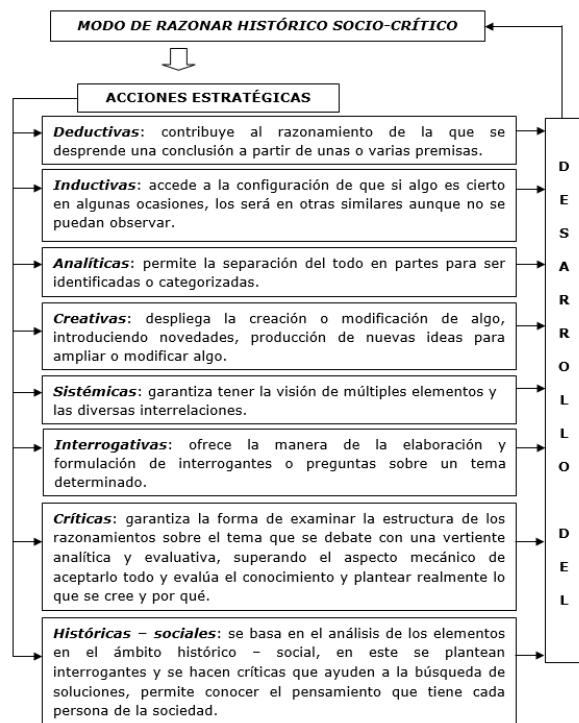 MODO DE RAZONAR HISTÓRICO SOCIO-CRÍTICO
ACCIONES ESTRATÉGICAS
Deductivas: contribuye al razonamiento de la que se
desprende una conclusión a partir de unas o varias premisas.
Inductivas: accede a la configuración de que si algo es cierto
en algunas ocasiones, los será en otras similares aunque no se
puedan observar.
Analíticas: permite la separación del todo en partes para ser
identificadas o categorizadas.
Creativas: despliega la creación o modificación de algo,
introduciendo novedades, producción de nuevas ideas para
ampliar o modificar algo.
Sistémicas: garantiza tener la visión de múltiples elementos y
las diversas interrelaciones.
Interrogativas: ofrece la manera de la elaboración y
formulación de interrogantes o preguntas sobre un tema
determinado.
Críticas: garantiza la forma de examinar la estructura de los
razonamientos sobre el tema que se debate con una vertiente
analítica y evaluativa, superando el aspecto mecánico de
aceptarlo todo y evalúa el conocimiento y plantear realmente lo
que se cree y por qué.
Históricas – sociales: se basa en el análisis de los elementos
en el ámbito histórico – social, en este se plantean
interrogantes y se hacen críticas que ayuden a la búsqueda de
soluciones, permite conocer el pensamiento que tiene cada
persona de la sociedad.
DESARROLLO DEL